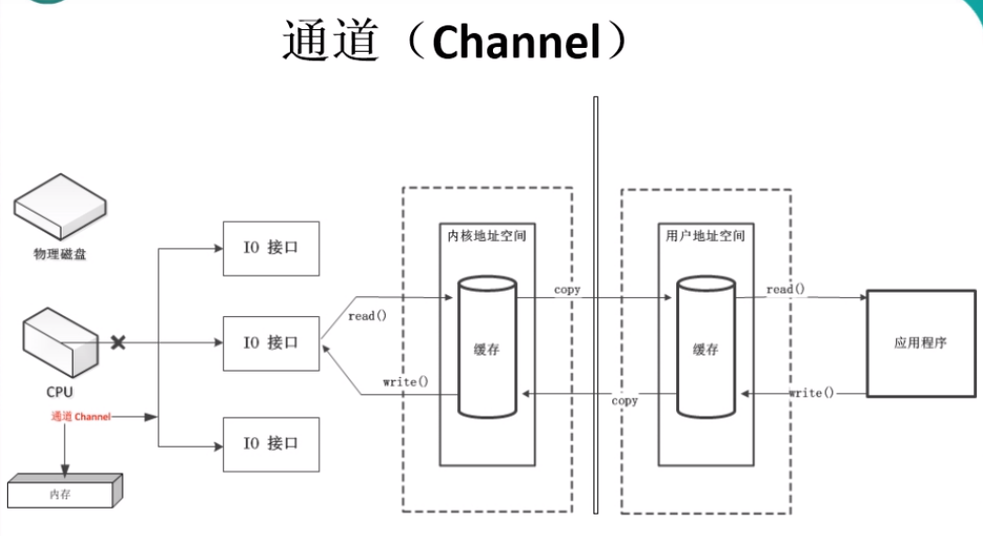 通道（Channel）
物理磁盘
CPU
通道 Channel
内存
IO 接口
IO 接口
IO 接口
read()
write()
内核地址空间
缓存
copy
copy
用户地址空间
缓存
read()
write()
应用程序